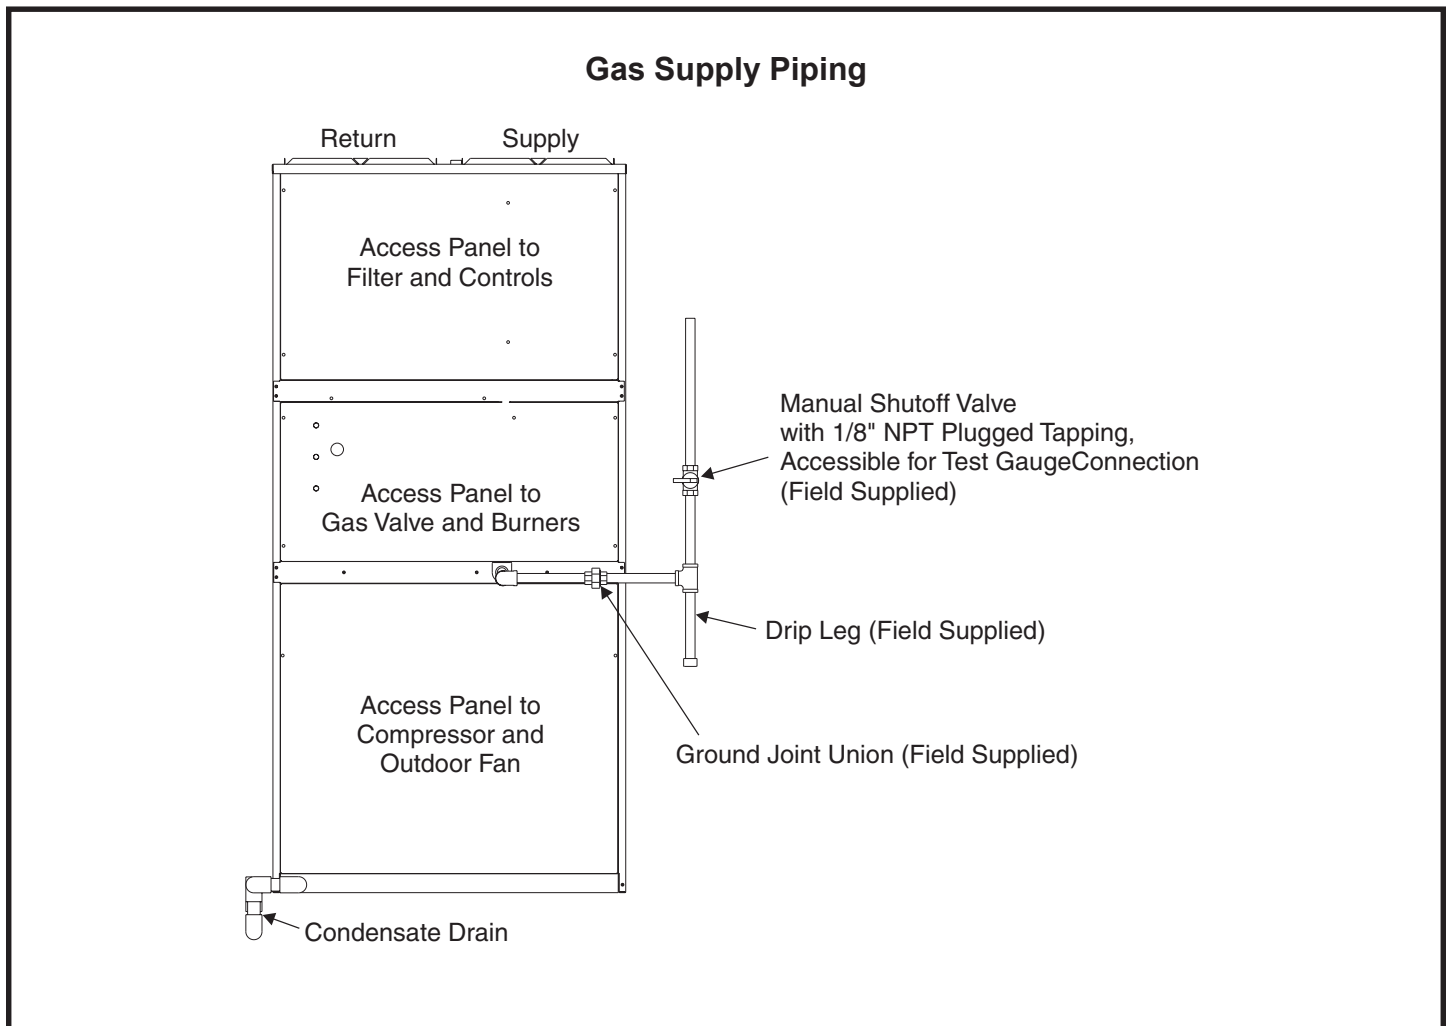 Gas Supply Piping
Return
Supply
Access Panel to
Filter and Controls
Manual Shutoff Valve
with 1/8" NPT Plugged Tapping,
Accessible for Test GaugeConnection
(Field Supplied)
Access Panel to
Gas Valve and Burners
Drip Leg (Field Supplied)
Access Panel to
Compressor and
Outdoor Fan
Ground Joint Union (Field Supplied)
Condensate Drain